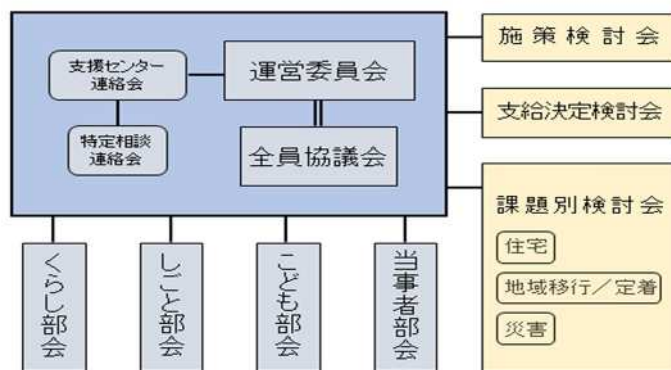 支援センター
連絡会
運営委員会
特定相談
連絡会
全員協議会
施策検討会
支給決定検討会
課題別検討会
住宅
地域移行／定着
災害
くらし部会
しごと部会
こども部会
当事者部会